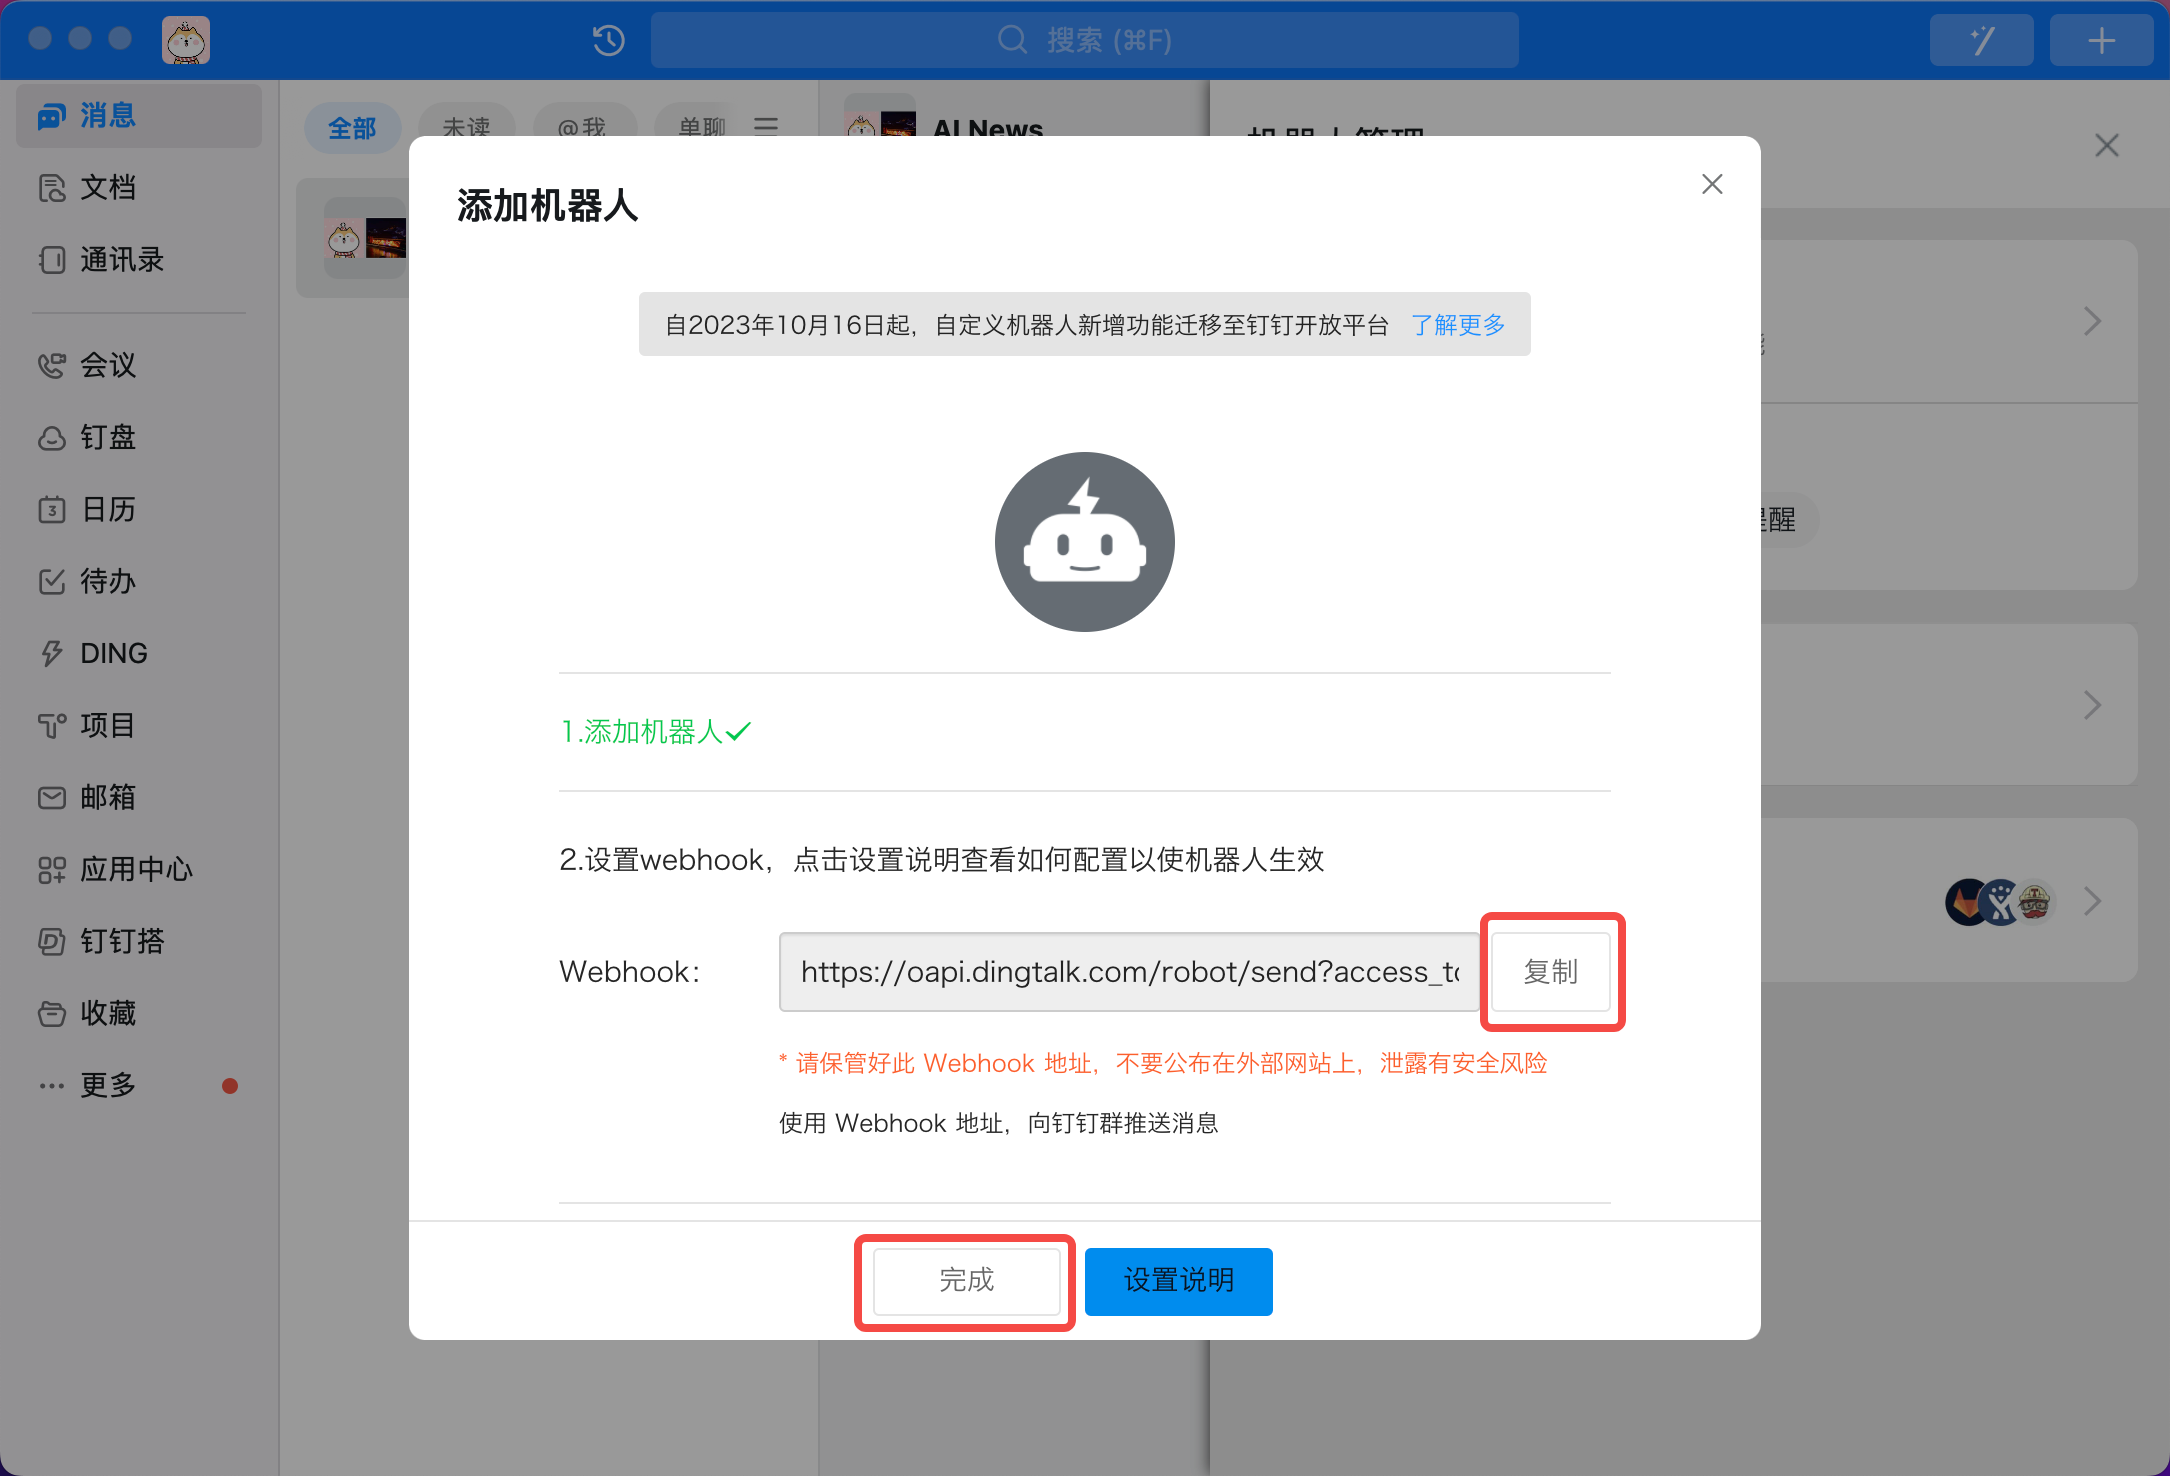 搜索 (⌘F)
消息
文档
通讯录
会议
3
钉盘
日历
待办
DING
项目
邮箱
应用中心
钉钉搭
收藏
更多
全部
未读
@我
单聊
AI News
机器人管理
醒
添加机器人
自2023年10月16日起，自定义机器人新增功能迁移至钉钉开放平台 了解更多
1.添加机器人
2.设置webhook，点击设置说明查看如何配置以使机器人生效
Webhook：
https://oapi.dingtalk.com/robot/send?access_to
复制
* 请保管好此 Webhook 地址，不要公布在外部网站上，泄露有安全风险
使用 Webhook 地址，向钉钉群推送消息
完成
设置说明